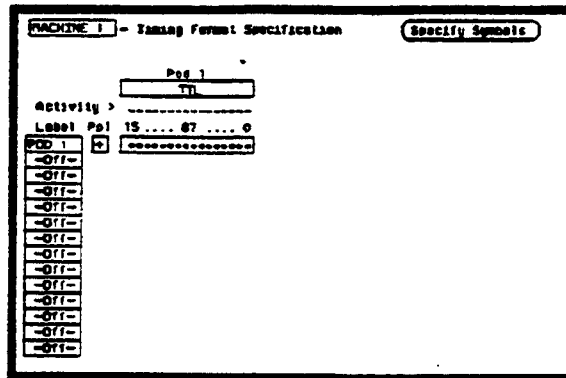 MACHINE 1 - Timing Format Specification Specify Symbols
Pod 1
TTL
Activity > ----------------
Label Pol 15 .... 87 .... 0
POD 1 + ****************
-Off-
-Off-
-Off-
-Off-
-Off-
-Off-
-Off-
-Off-
-Off-
-Off-
-Off-
-Off-
-Off-